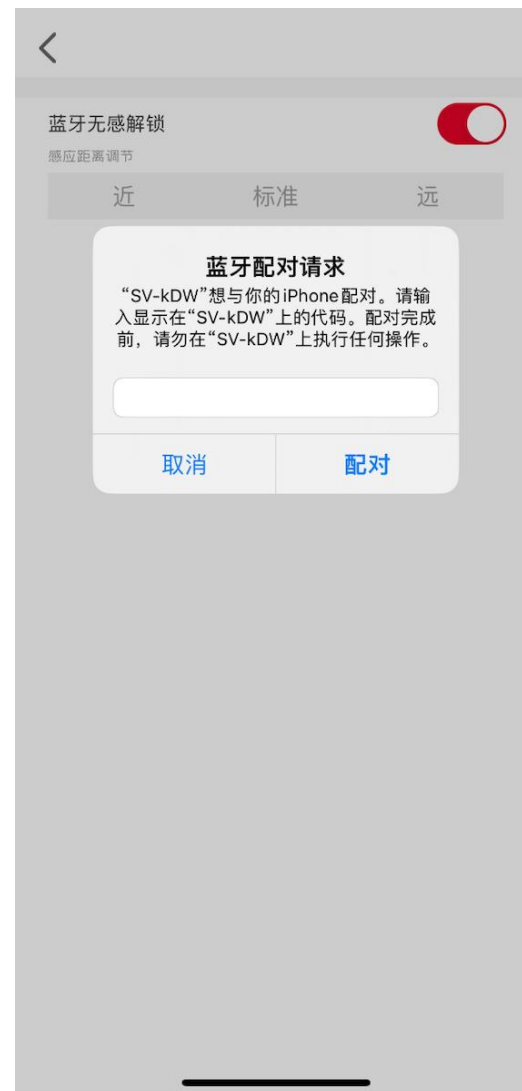 蓝牙无感解锁
感应距离调节
近 标准 远
蓝牙配对请求
“SV-kDW”想与你的iPhone配对。请输
入显示在“SV-kDW”上的代码。配对完成
前，请勿在“SV-kDW”上执行任何操作。
取消 配对